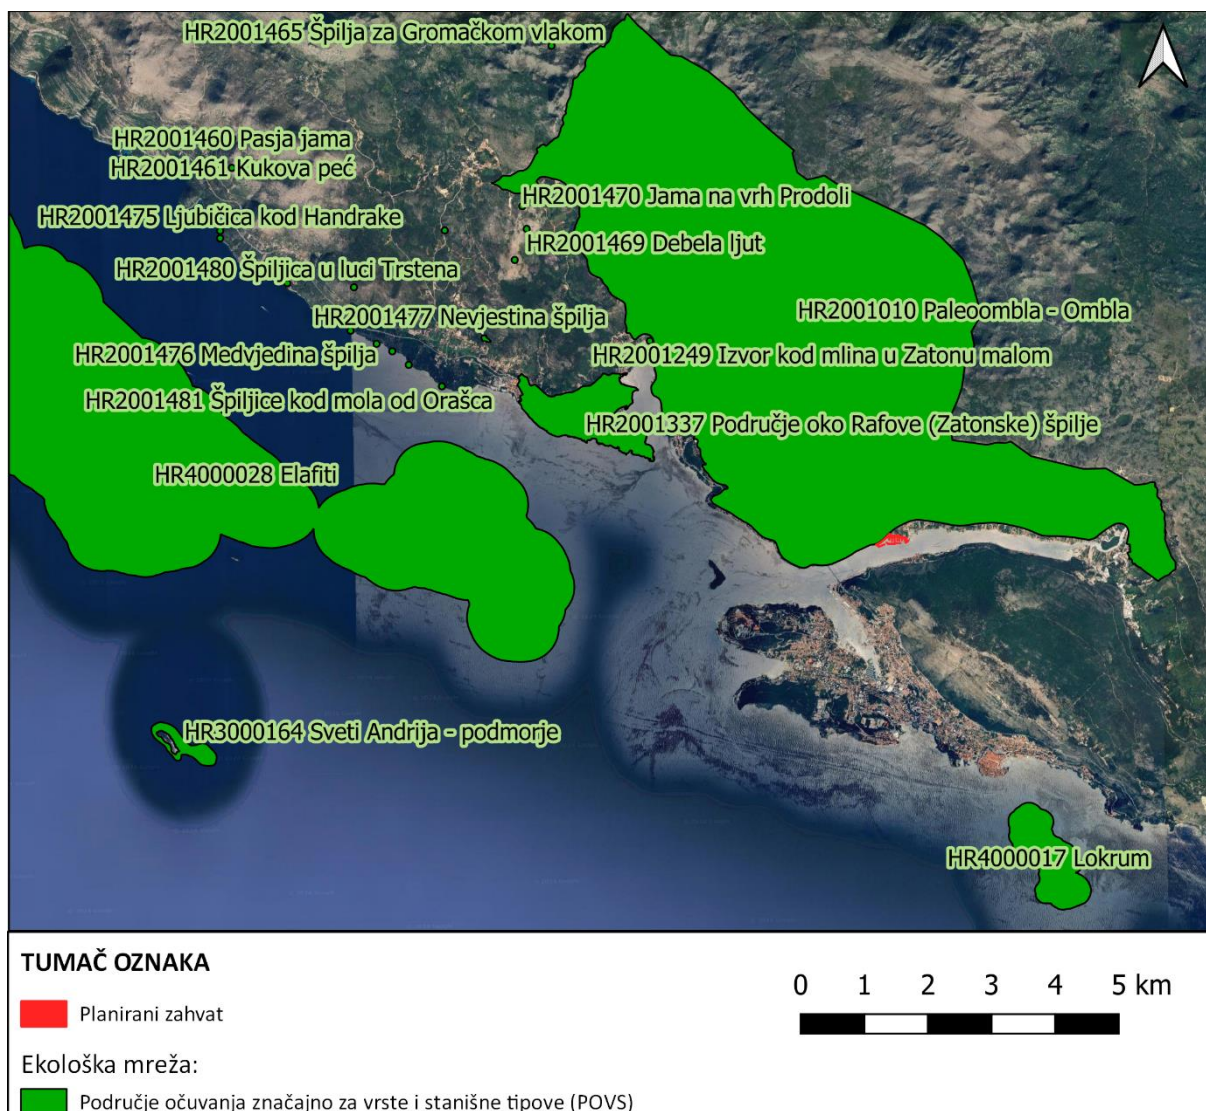 HR2001465 Špilja za Gromačkom vlakom
HR2001460 Pasja jama
HR2001461 Kukova peć
HR2001470 Jama na vrh Prodoli
HR2001475 Ljubičica kod Handrake
HR2001469 Debela ljut
HR2001480 Špiljica u luci Trstena
HR2001010 Paleoombla - Ombla
HR2001477 Nevjestina špilja
HR2001476 Medvjedina špilja
HR2001249 Izvor kod mlina u Zatonu malom
HR2001481 Špiljice kod mola od Orašca
HR2001337 Područje oko Rafove (Zatonske) špilje
HR4000028 Elafiti
HR3000164 Sveti Andrija - podmorje
HR4000017 Lokrum
TUMAČ OZNAKA
0 1 2 3 4 5 km
Planirani zahvat
Ekološka mreža:
Područje očuvanja značajno za vrste i stanišne tipove (POVS)